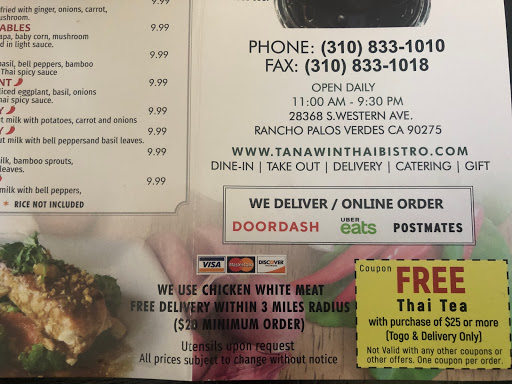 fried with ginger, onions, carrot,
mushroom.
9.99
ABLES
9.99
apa, baby corn, mushroom
d in light sauce.
9.99
basil, bell peppers, bamboo
Thai spicy sauce
NT
9.99
liced eggplant, basil, onions
hai spicy sauce.
Y
9.99
ut milk with potatoes, carrot and onions
Y
9.99
ut milk with bell peppers and basil leaves.
9.99
ilk, bamboo sprouts,
leaves.
9.99
milk with bell peppers,
* RICE NOT INCLUDED
PHONE: (310) 833-1010
FAX: (310) 833-1018
OPEN DAILY
11:00 AM - 9:30 PM
28368 S.WESTERN AVE.
RANCHO PALOS VERDES CA 90275
WWW.TANAWINTHAIBISTRO.COM
DINE-IN | TAKE OUT | DELIVERY | CATERING | GIFT
WE DELIVER / ONLINE ORDER
DOORDASH UBER eats POSTMATES
VISA MasterCard DISCOVER
WE USE CHICKEN WHITE MEAT
FREE DELIVERY WITHIN 3 MILES RADIUS
($20 MINIMUM ORDER)
Utensils upon request
All prices subject to change without notice
Coupon
FREE
Thai Tea
with purchase of $25 or more
(Togo & Delivery Only)
Not Valid with any other coupons or
other offers. One coupon per order.